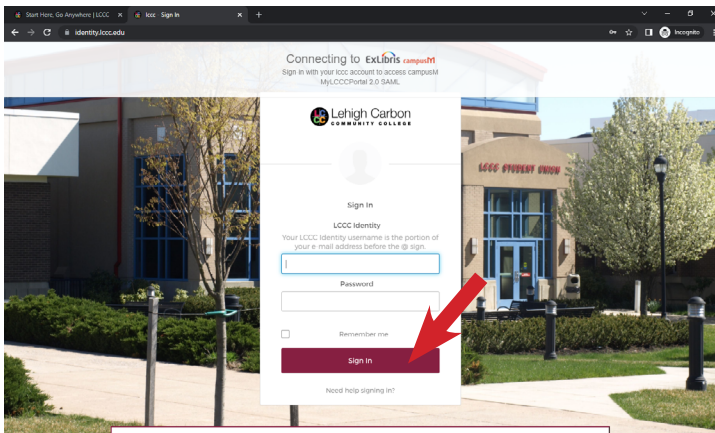 Start Here, Go Anywhere | LCCC
lccc Sign In
identity.lccc.edu
Incognito
Connecting to ExLibris campusM
Sign in with your lccc account to access campusM
MyLCCCPortal 2.0 SAML
Lehigh Carbon
COMMUNITY COLLEGE
LCCC STUDENT UNION
Sign In
LCCC Identity
Your LCCC Identity username is the portion of
your e-mail address before the @ sign.
Password
Remember me
Sign In
Need help signing in?